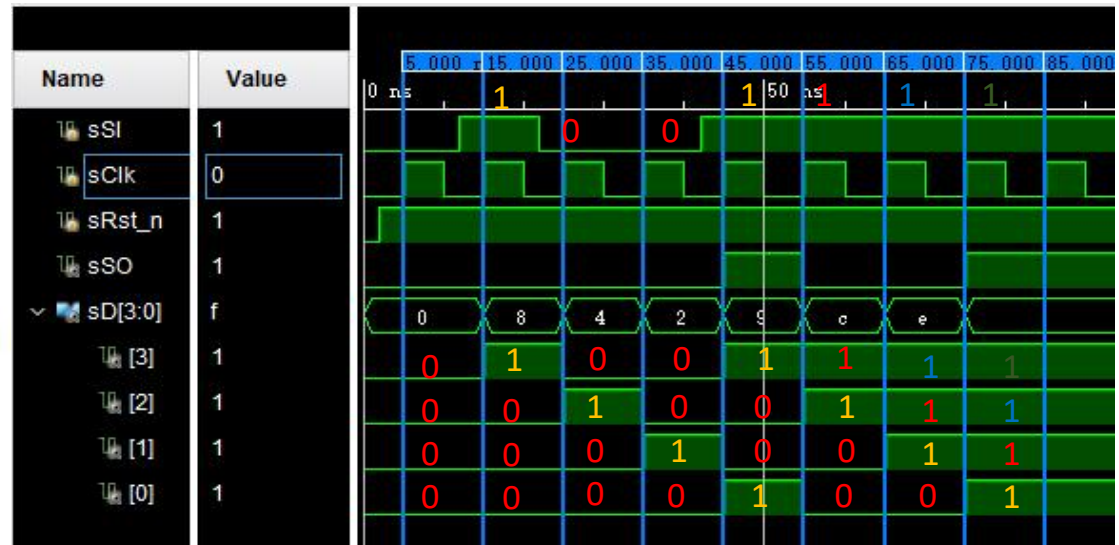 Name Value
5.000 n 15.000 25.000 35.000 45.000 55.000 65.000 75.000 85.000
0 ns 1 1 50 ns 1 1 1
sSI 1 0 0
sClk 0
sRst_n 1
sSO 1
sD[3:0] f 0 8 4 2 9 c e
[3] 1 0 1 0 0 1 1 1 1
[2] 1 0 0 1 0 0 1 1 1
[1] 1 0 0 0 1 0 0 1 1
[0] 1 0 0 0 0 1 0 0 1